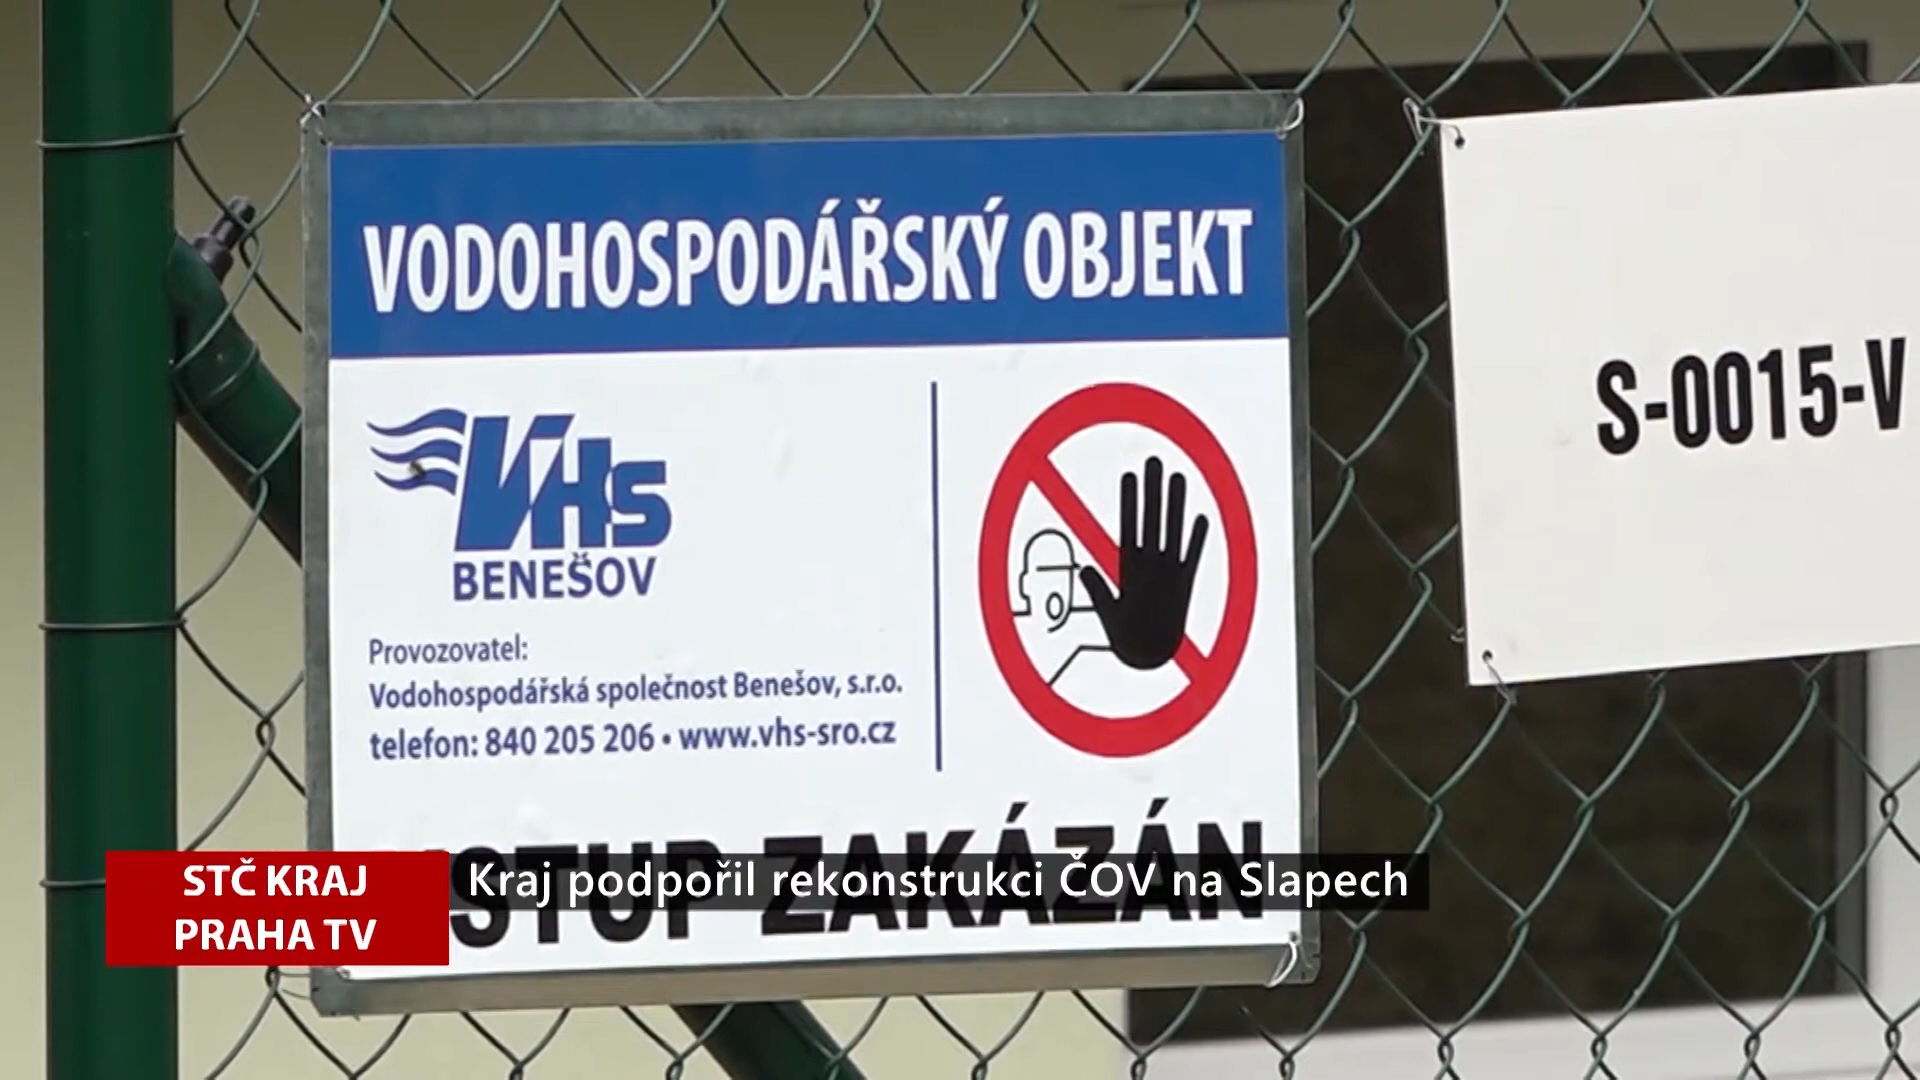 VODOHOSPODÁŘSKÝ OBJEKT
VHS
BENEŠOV
Provozovatel:
Vodohospodářská společnost Benešov, s.r.o.
telefon: 840 205 206 • www.vhs-sro.cz
VSTUP ZAKÁZÁN
S-0015-V
STČ KRAJ
PRAHA TV
Kraj podpořil rekonstrukci ČOV na Slapech